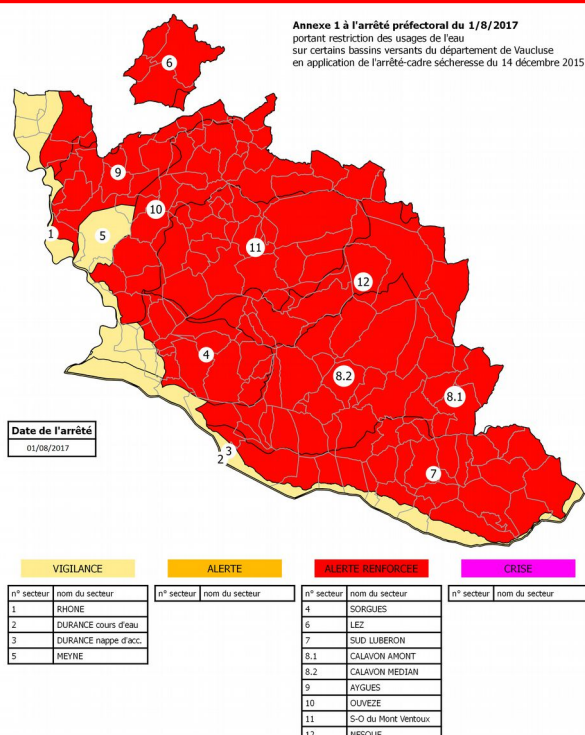 Annexe 1 à l'arrêté préfectoral du 1/8/2017
portant restriction des usages de l'eau
sur certains bassins versants du département de Vaucluse
en application de l'arrêté-cadre sécheresse du 14 décembre 2015
6
9
10
1
5
11
12
4
8.2
8.1
3
2
7
Date de l'arrêté
01/08/2017
VIGILANCE
n° secteur nom du secteur
1 RHONE
2 DURANCE cours d'eau
3 DURANCE nappe d'acc.
5 MEYNE
ALERTE
n° secteur nom du secteur
ALERTE RENFORCEE
n° secteur nom du secteur
4 SORGUES
6 LEZ
7 SUD LUBERON
8.1 CALAVON AMONT
8.2 CALAVON MEDIAN
9 AYGUES
10 OUVEZE
11 S-O du Mont Ventoux
12 NESQUE
CRISE
n° secteur nom du secteur